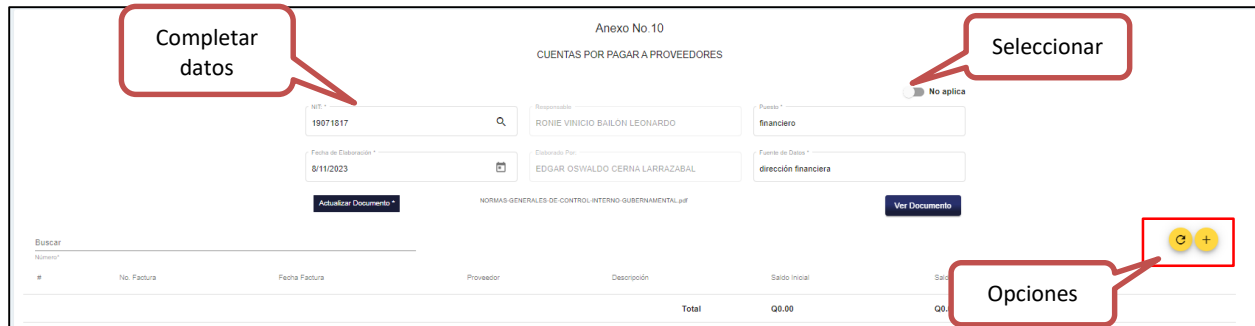 Anexo No.10
CUENTAS POR PAGAR A PROVEEDORES
Completar
datos
Seleccionar
No aplica
NIT: *
19071817
Responsable
RONIE VINICIO BAILON LEONARDO
Puesto *
financiero
Fecha de Elaboración *
8/11/2023
Elaborado Por:
EDGAR OSWALDO CERNA LARRAZABAL
Fuente de Datos *
dirección financiera
Actualizar Documento *
NORMAS-GENERALES-DE-CONTROL-INTERNO-GUBERNAMENTAL.pdf
Ver Documento
Buscar
Número*
# No. Factura Fecha Factura Proveedor Descripción Saldo Inicial
Total Q0.00 Q0.
Opciones